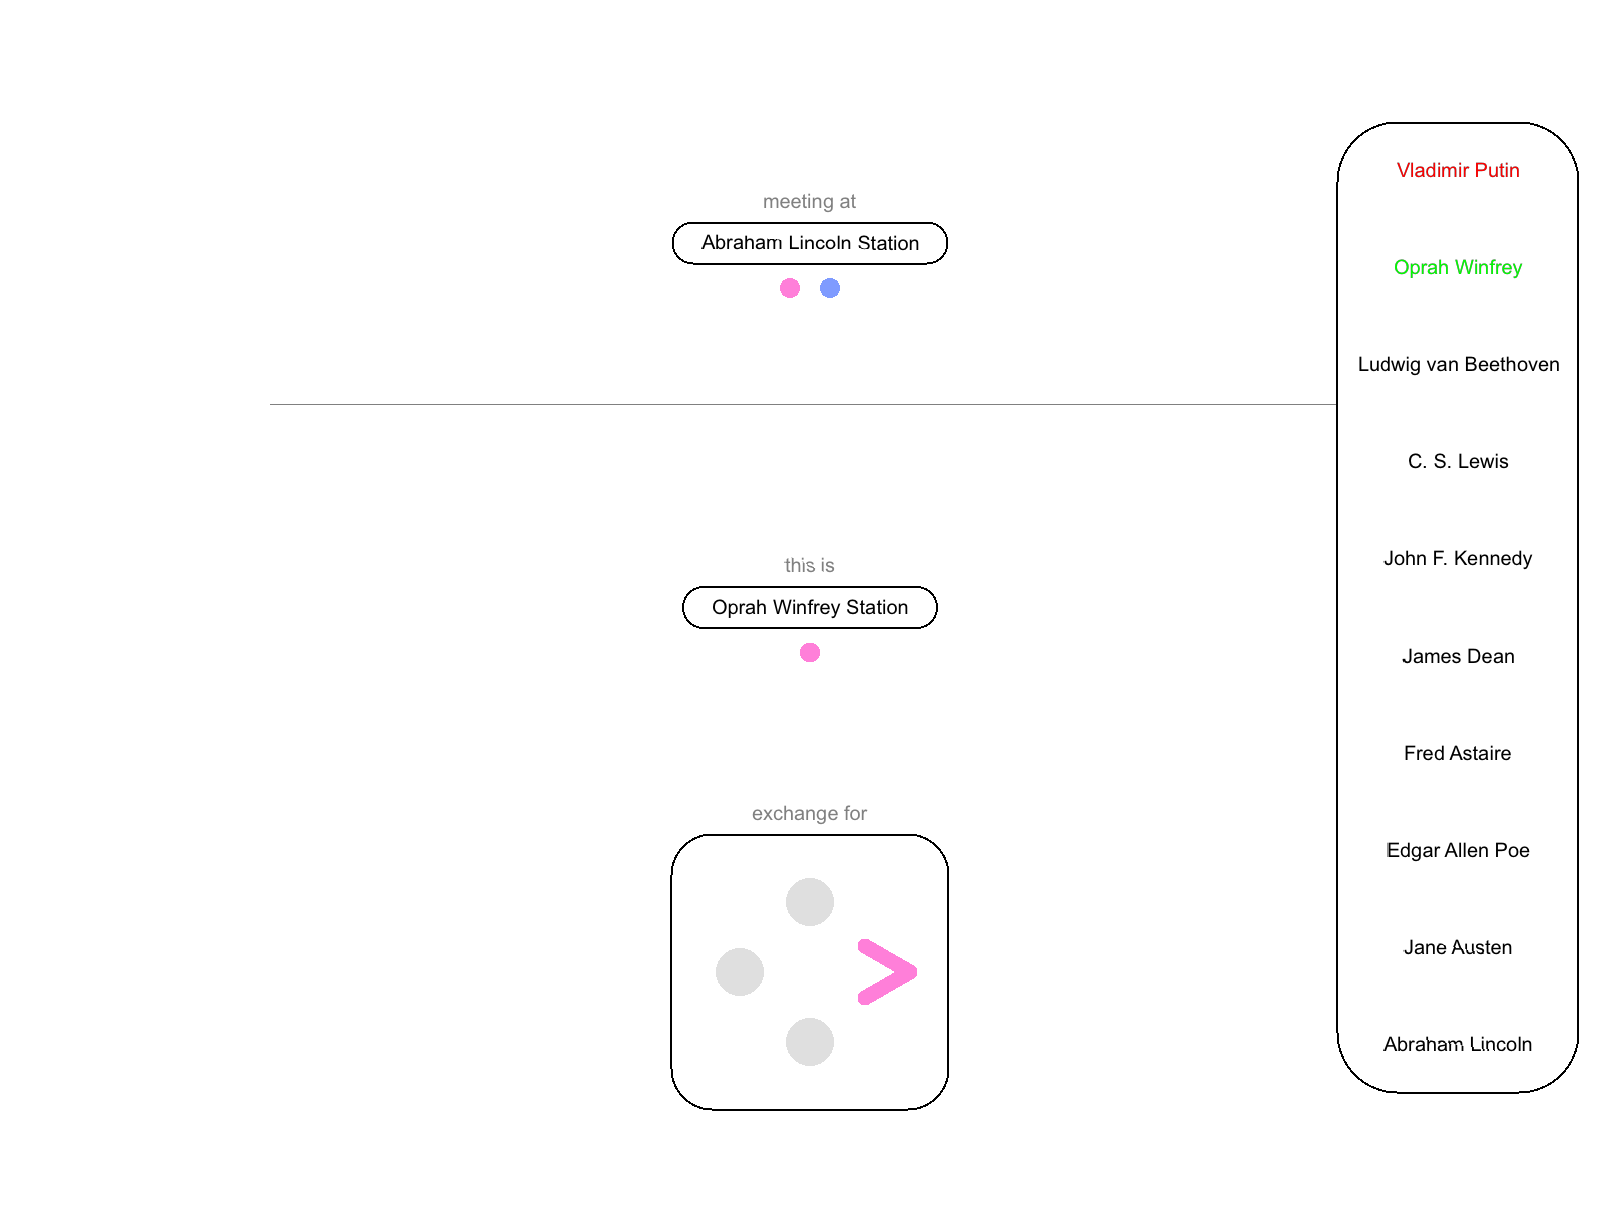 meeting at
Abraham Lincoln Station
this is
Oprah Winfrey Station
exchange for
Vladimir Putin
Oprah Winfrey
Ludwig van Beethoven
C. S. Lewis
John F. Kennedy
James Dean
Fred Astaire
Edgar Allen Poe
Jane Austen
Abraham Lincoln